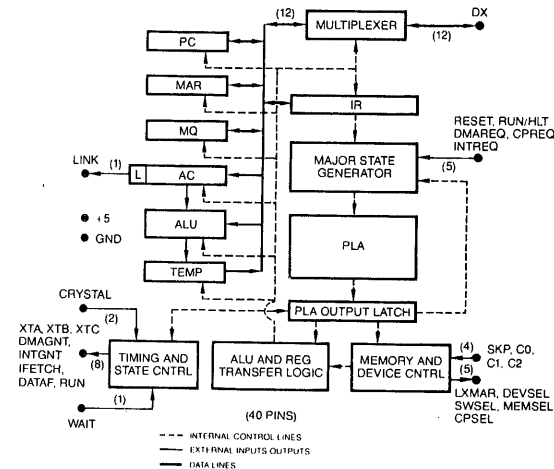 (12)
MULTIPLEXER
DX
(12)
PC
MAR
IR
RESET, RUN/HLT
DMAREQ, CPREQ
INTREQ
(5)
MQ
MAJOR STATE
GENERATOR
LINK
(1)
L
AC
+5
GND
ALU
PLA
TEMP
CRYSTAL
(2)
PLA OUTPUT LATCH
XTA, XTB, XTC
DMAGNT,
INTGNT
IFETCH,
DATAF, RUN
(8)
TIMING AND
STATE CNTRL
ALU AND REG
TRANSFER LOGIC
MEMORY AND
DEVICE CNTRL
(4)
SKP, C0,
C1, C2
(5)
LXMAR, DEVSEL
SWSEL, MEMSEL
CPSEL
WAIT
(1)
(40 PINS)
INTERNAL CONTROL LINES
EXTERNAL INPUTS OUTPUTS
DATA LINES